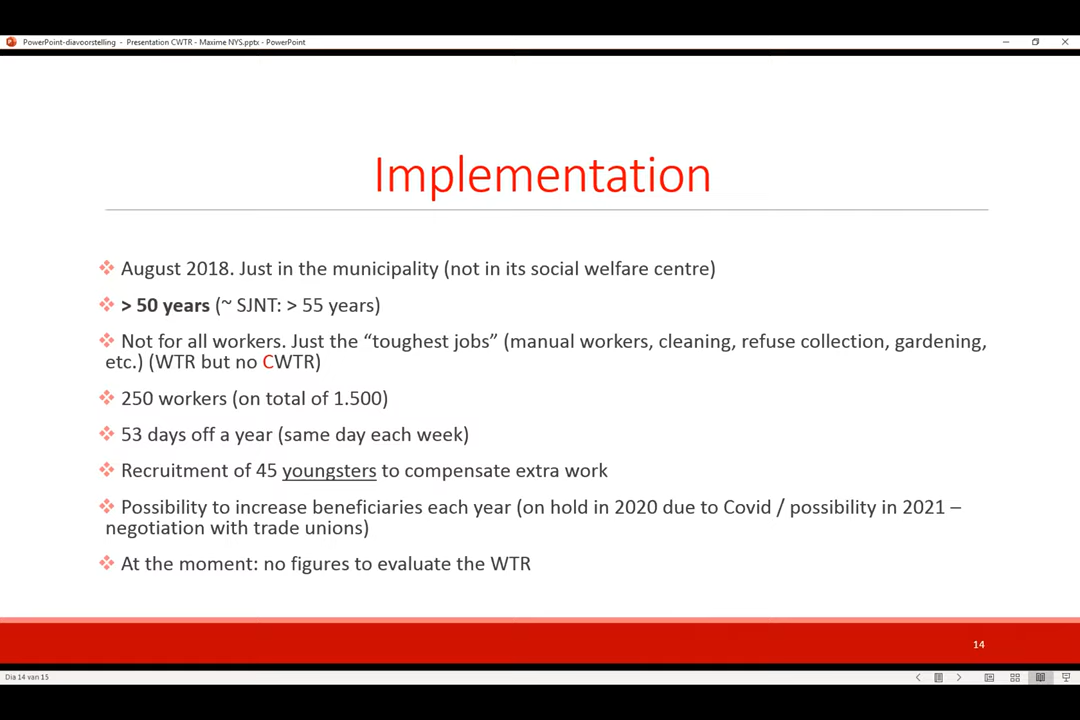 PowerPoint-diavoorstelling - Presentation CWTR - Maxime NYS.pptx - PowerPoint
Implementation
August 2018. Just in the municipality (not in its social welfare centre)
> 50 years (~ SJNT: > 55 years)
Not for all workers. Just the “toughest jobs” (manual workers, cleaning, refuse collection, gardening,
etc.) (WTR but no CWTR)
250 workers (on total of 1.500)
53 days off a year (same day each week)
Recruitment of 45 youngsters to compensate extra work
Possibility to increase beneficiaries each year (on hold in 2020 due to Covid / possibility in 2021 –
negotiation with trade unions)
At the moment: no figures to evaluate the WTR
14
Dia 14 van 15